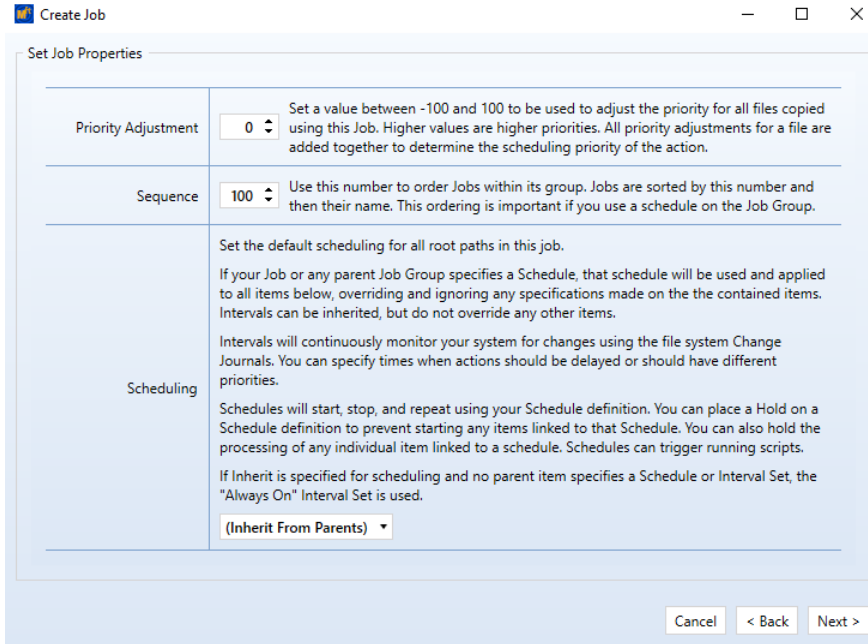 Create Job
Set Job Properties
Priority Adjustment
0
Set a value between -100 and 100 to be used to adjust the priority for all files copied
using this Job. Higher values are higher priorities. All priority adjustments for a file are
added together to determine the scheduling priority of the action.
Sequence
100
Use this number to order Jobs within its group. Jobs are sorted by this number and
then their name. This ordering is important if you use a schedule on the Job Group.
Scheduling
Set the default scheduling for all root paths in this job.
If your Job or any parent Job Group specifies a Schedule, that schedule will be used and applied
to all items below, overriding and ignoring any specifications made on the the contained items.
Intervals can be inherited, but do not override any other items.
Intervals will continuously monitor your system for changes using the file system Change
Journals. You can specify times when actions should be delayed or should have different
priorities.
Schedules will start, stop, and repeat using your Schedule definition. You can place a Hold on a
Schedule definition to prevent starting any items linked to that Schedule. You can also hold the
processing of any individual item linked to a schedule. Schedules can trigger running scripts.
If Inherit is specified for scheduling and no parent item specifies a Schedule or Interval Set, the
"Always On" Interval Set is used.
(Inherit From Parents)
Cancel
< Back
Next >